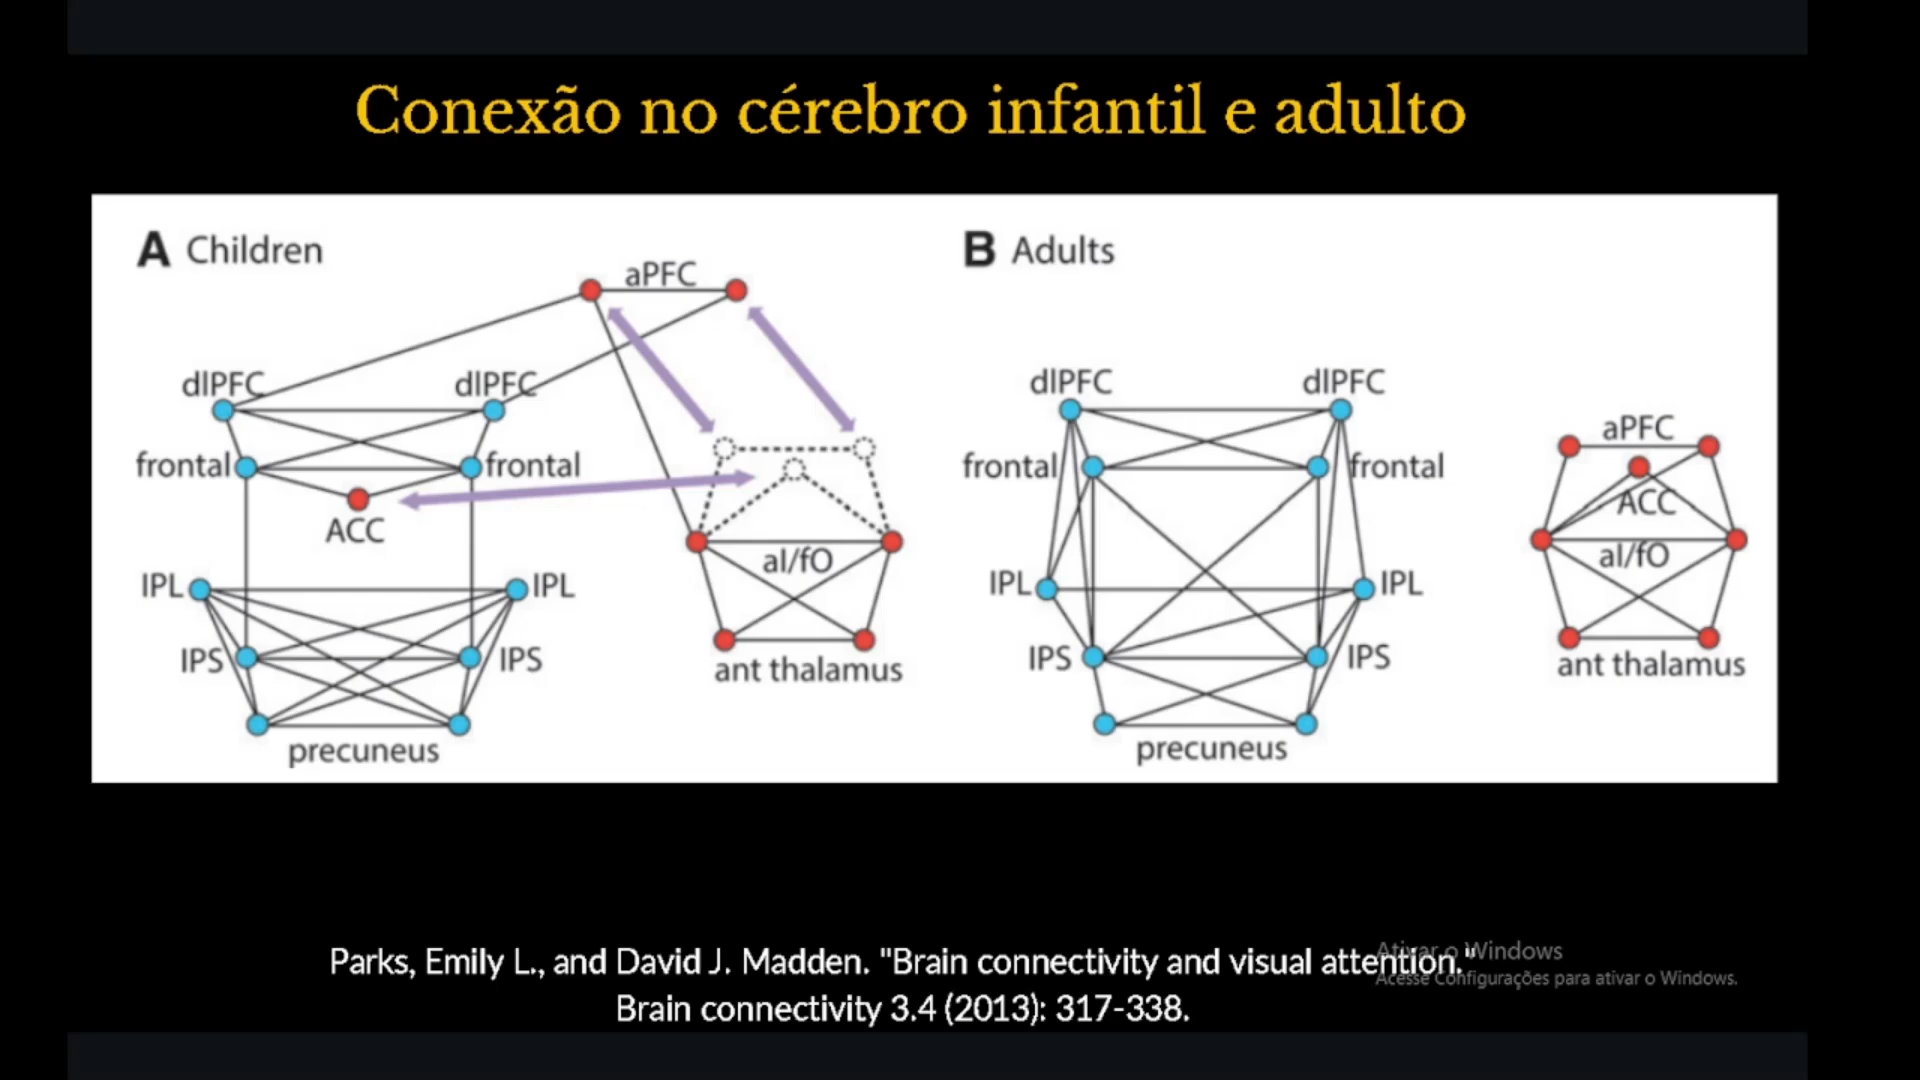 Conexão no cérebro infantil e adulto
A Children
aPFC
dlPFC
dlPFC
frontal
frontal
ACC
IPL
IPL
aI/fO
IPS
IPS
ant thalamus
precuneus
B Adults
dlPFC
dlPFC
frontal
frontal
IPL
IPL
IPS
IPS
precuneus
aPFC
ACC
aI/fO
ant thalamus
Parks, Emily L., and David J. Madden. "Brain connectivity and visual attention."
Brain connectivity 3.4 (2013): 317-338.
Ativar o Windows
Acesse Configurações para ativar o Windows.